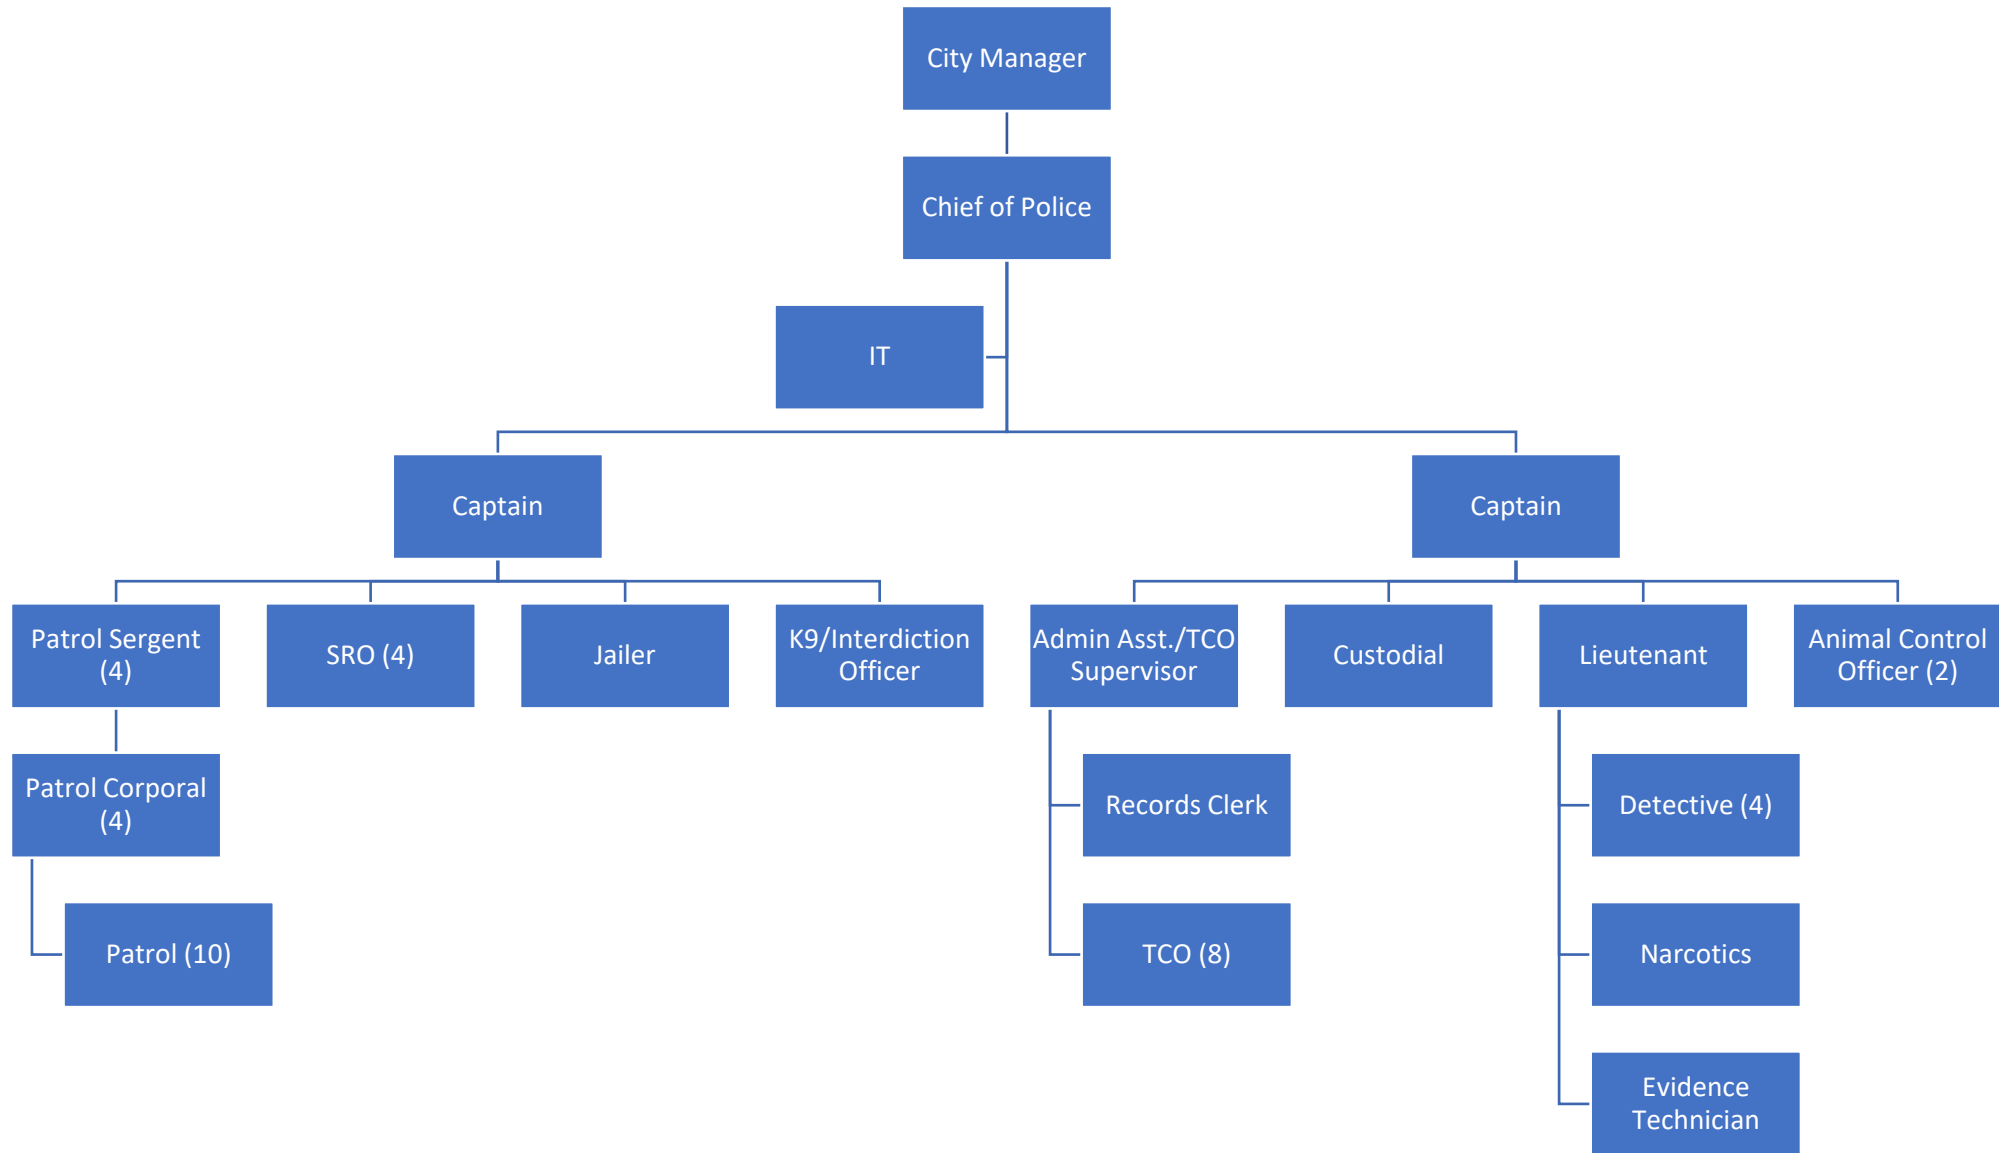 City Manager
Chief of Police
IT
Captain
Captain
Patrol Sergent
(4)
SRO (4)
Jailer
K9/Interdiction
Officer
Admin Asst./TCO
Supervisor
Custodial
Lieutenant
Animal Control
Officer (2)
Patrol Corporal
(4)
Records Clerk
Detective (4)
Patrol (10)
TCO (8)
Narcotics
Evidence
Technician